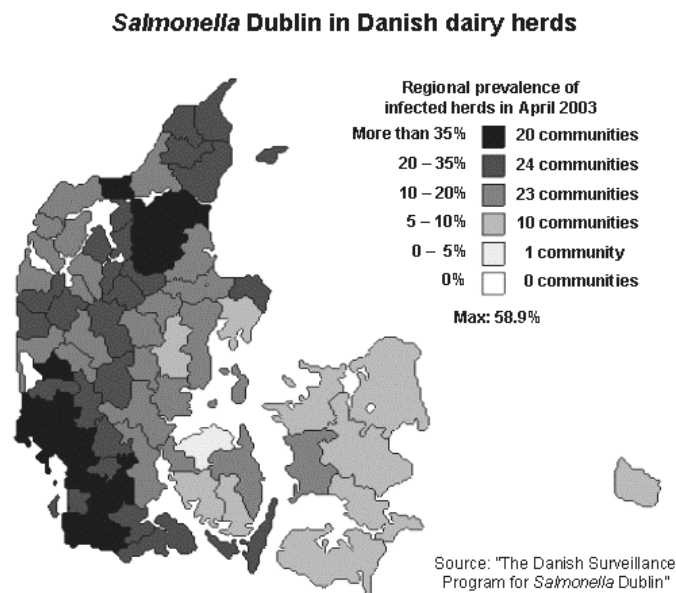 Salmonella Dublin in Danish dairy herds
Regional prevalence of
infected herds in April 2003
More than 35% 20 communities
20 – 35% 24 communities
10 – 20% 23 communities
5 – 10% 10 communities
0 – 5% 1 community
0% 0 communities
Max: 58.9%
Source: "The Danish Surveillance
Program for Salmonella Dublin"